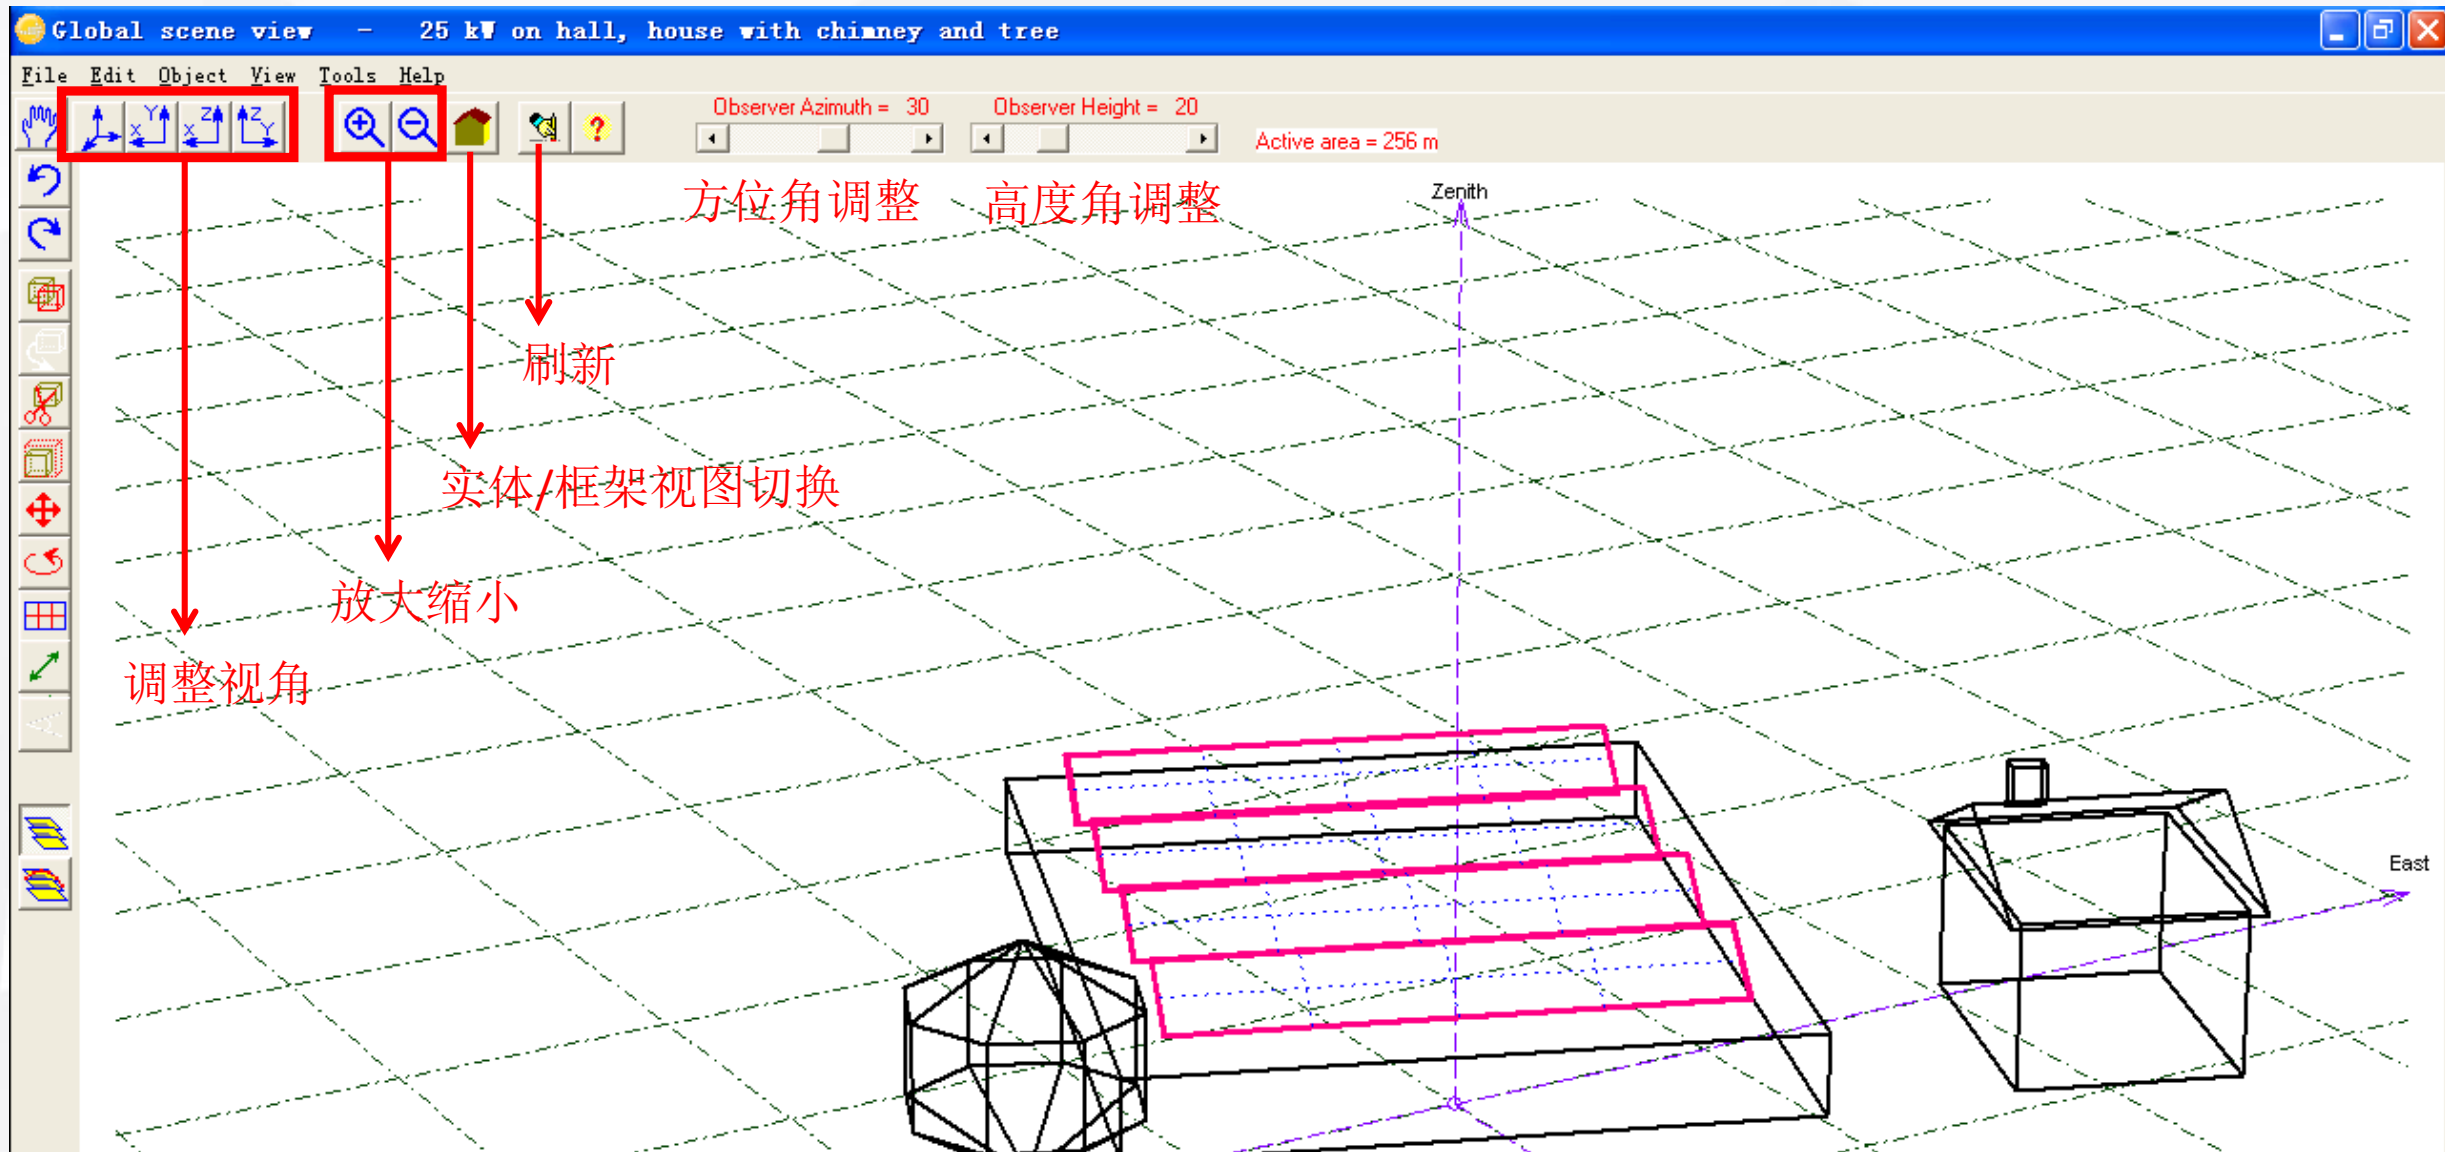 Global scene view - 25 kW on hall, house with chimney and tree
File Edit Object View Tools Help
Observer Azimuth = 30 Observer Height = 20
Active area = 256 m
Y X Z X Z Y
?
方位角调整 高度角调整
Zenith
刷新
实体/框架视图切换
放大缩小
调整视角
East